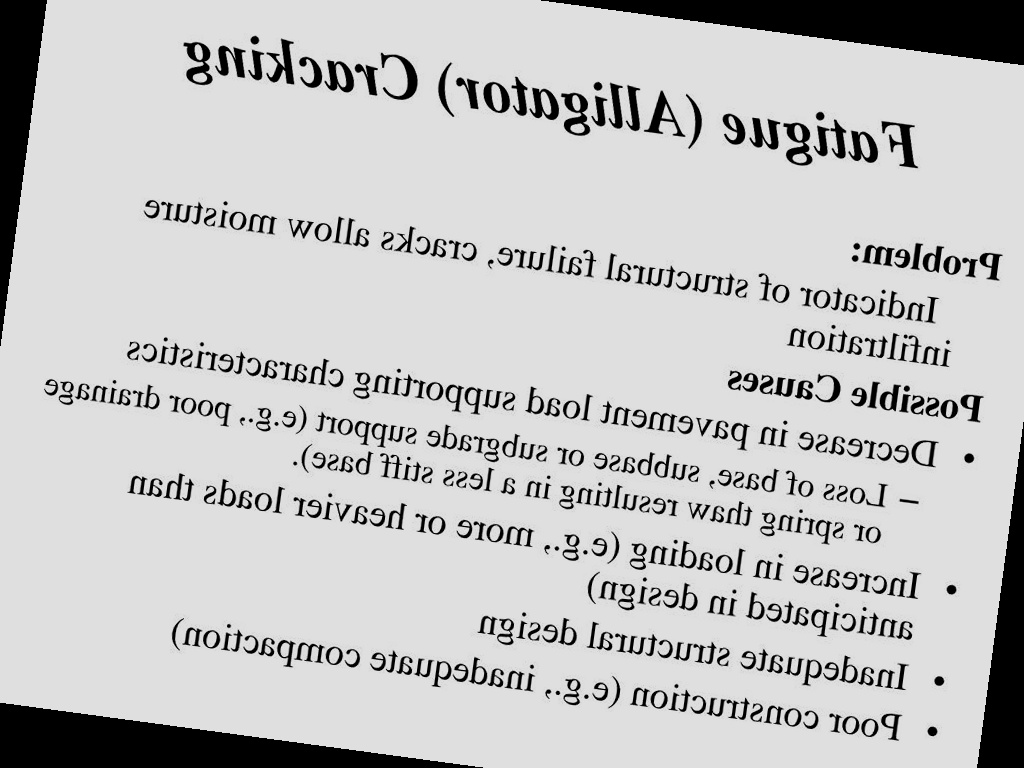 Fatigue (Alligator) Cracking
Problem:
Indicator of structural failure, cracks allow moisture
infiltration
Possible Causes
• Decrease in pavement load supporting characteristics
– Loss of base, subbase or subgrade support (e.g., poor drainage
or spring thaw resulting in a less stiff base).
• Increase in loading (e.g., more or heavier loads than
anticipated in design)
• Inadequate structural design
• Poor construction (e.g., inadequate compaction)